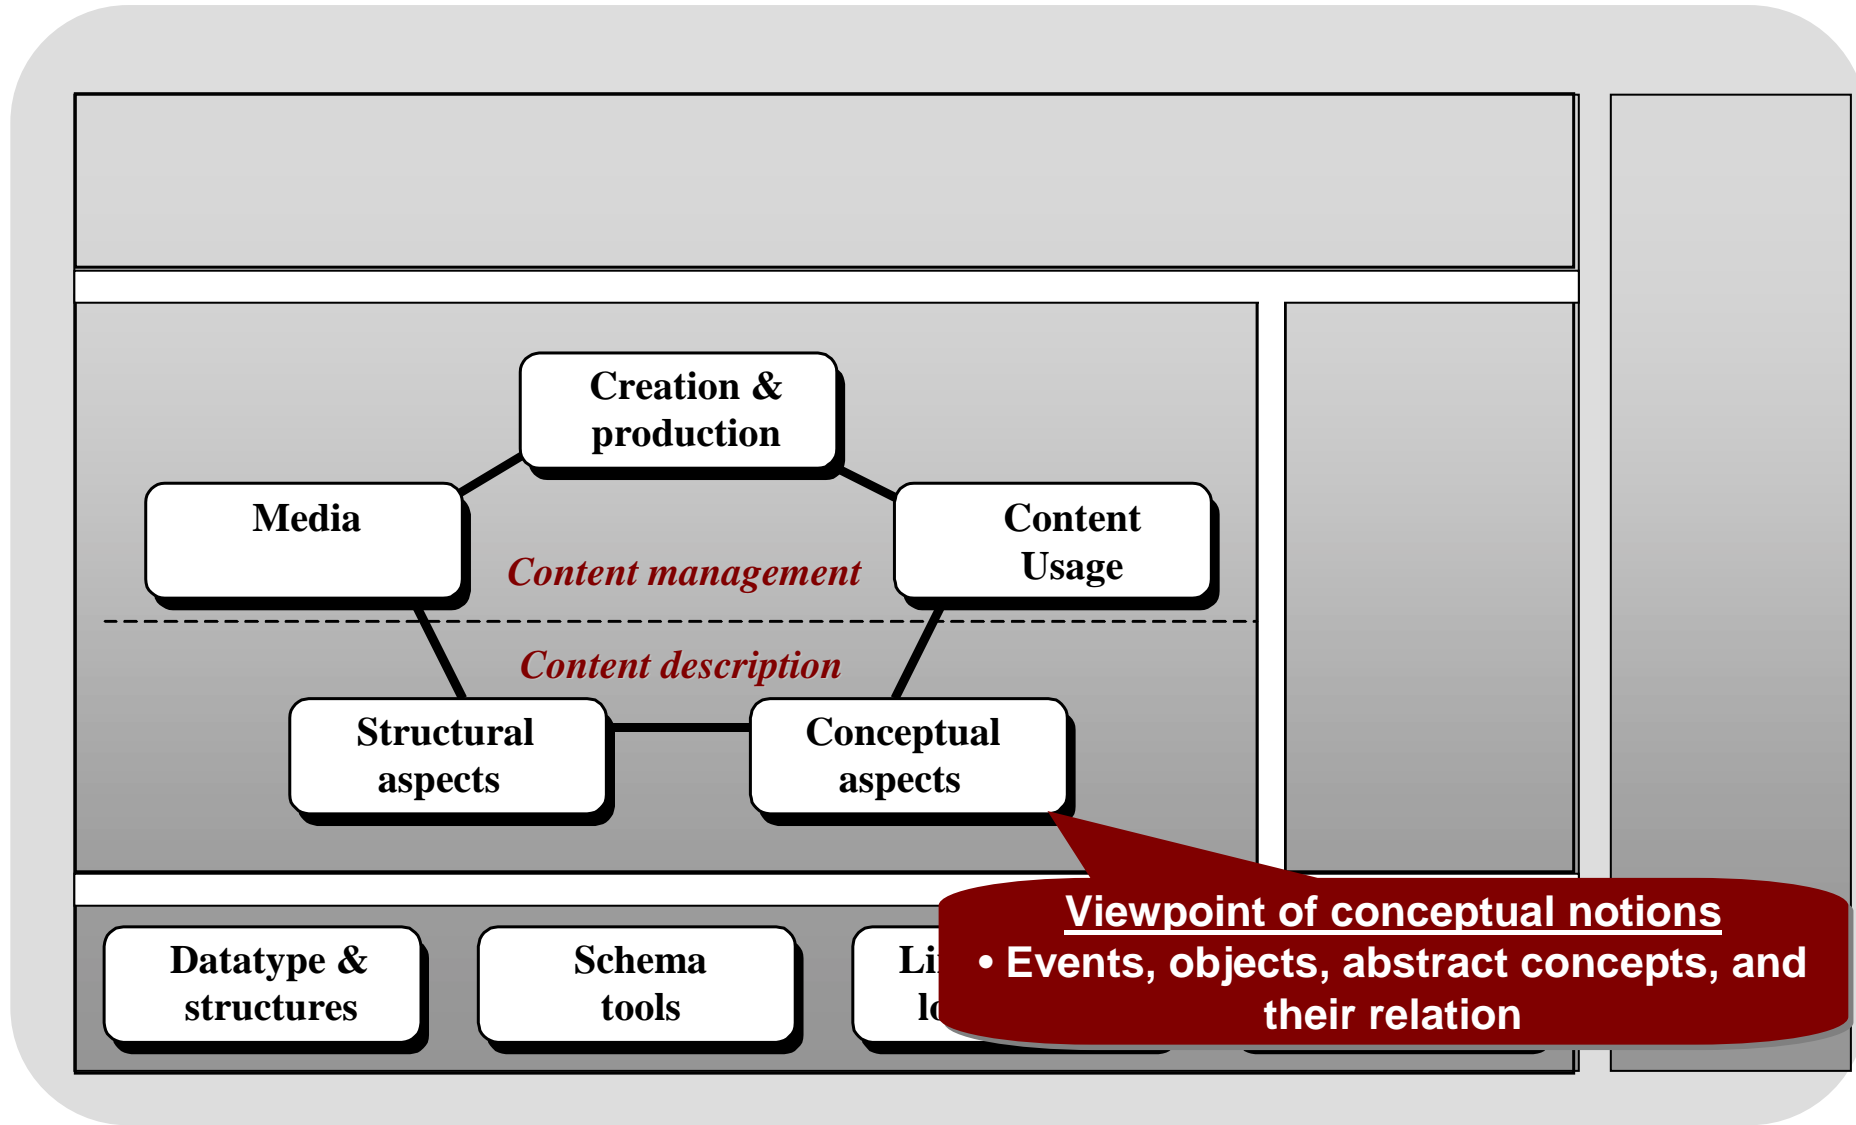 Creation &
production
Media
Content
Usage
Content management
Content description
Structural
aspects
Conceptual
aspects
Viewpoint of conceptual notions
• Events, objects, abstract concepts, and
their relation
Datatype &
structures
Schema
tools